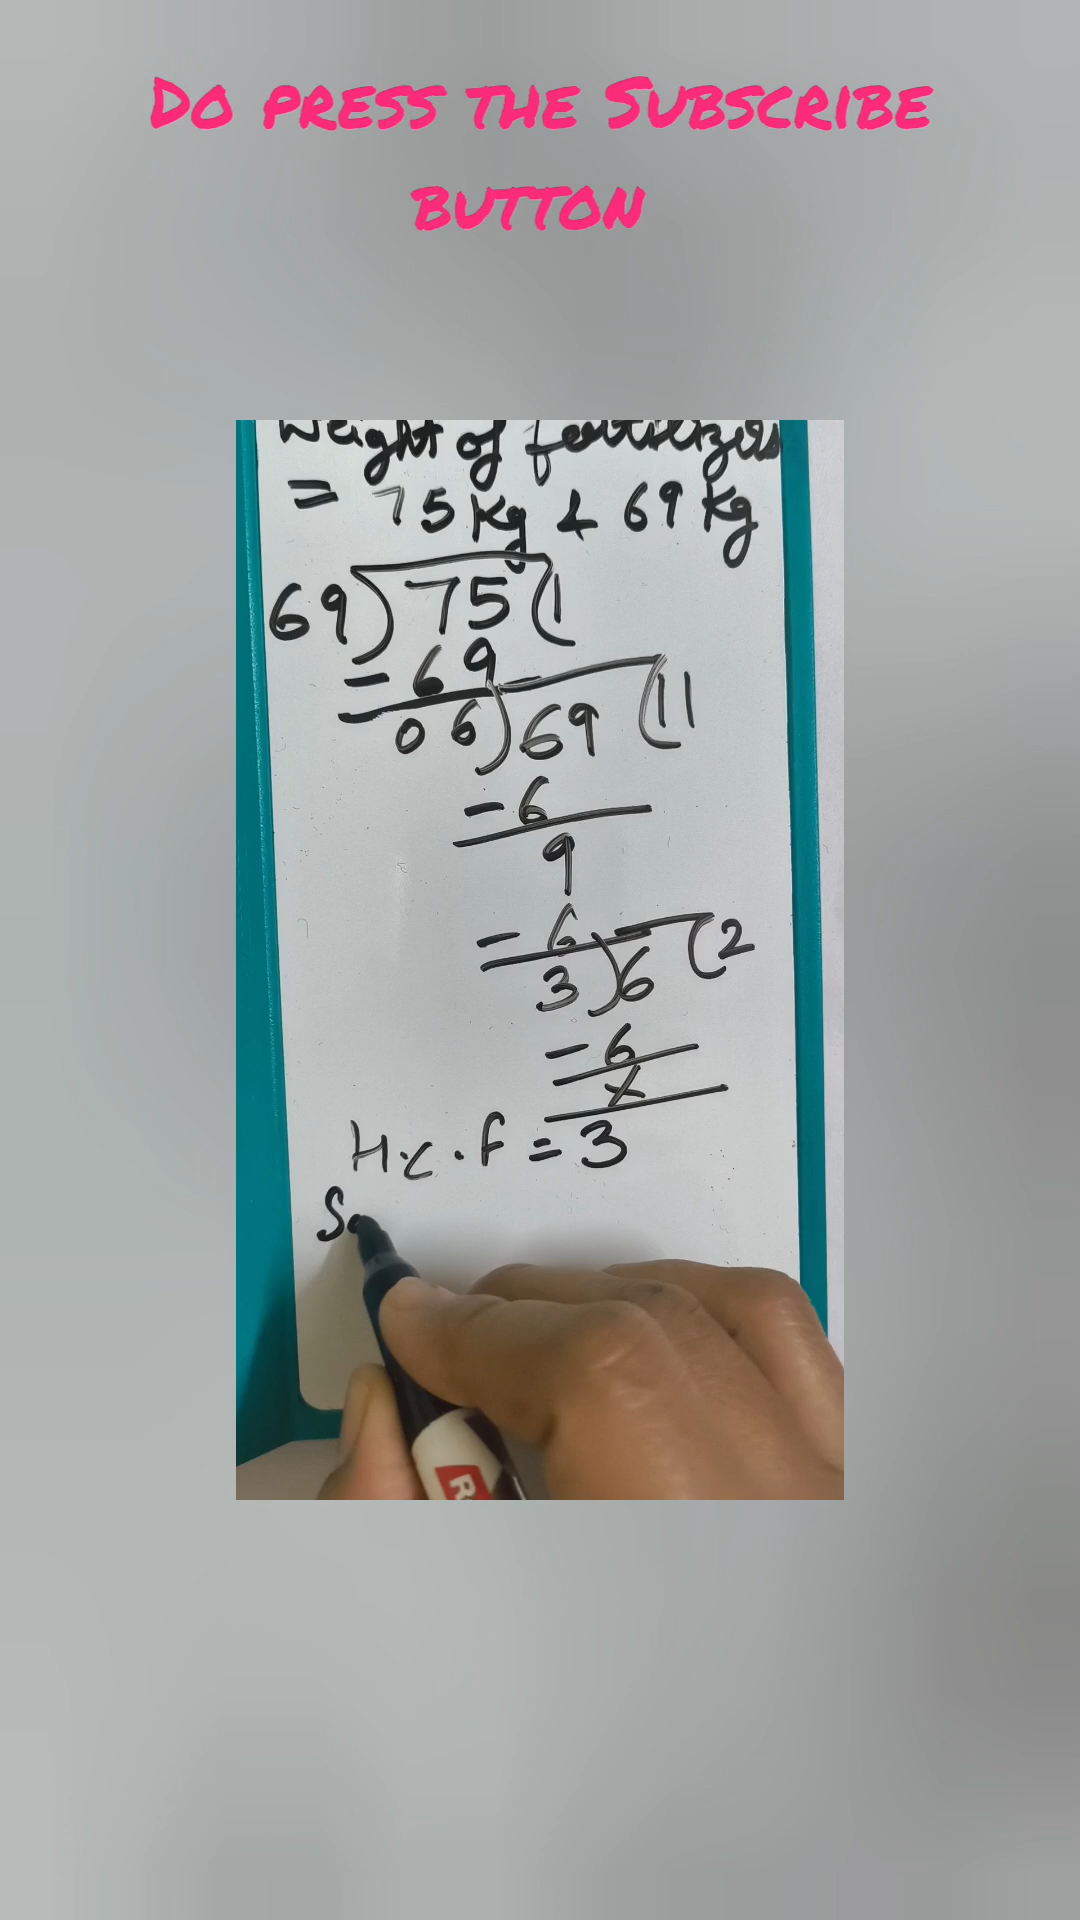 Do press the Subscribe
button
Weight of fertilizers
= 75 Kg & 69 Kg
69) 75 (1
- 69
06) 69 (11
- 6
9
- 6
3) 6 (2
- 6
x
H.C.F = 3
So